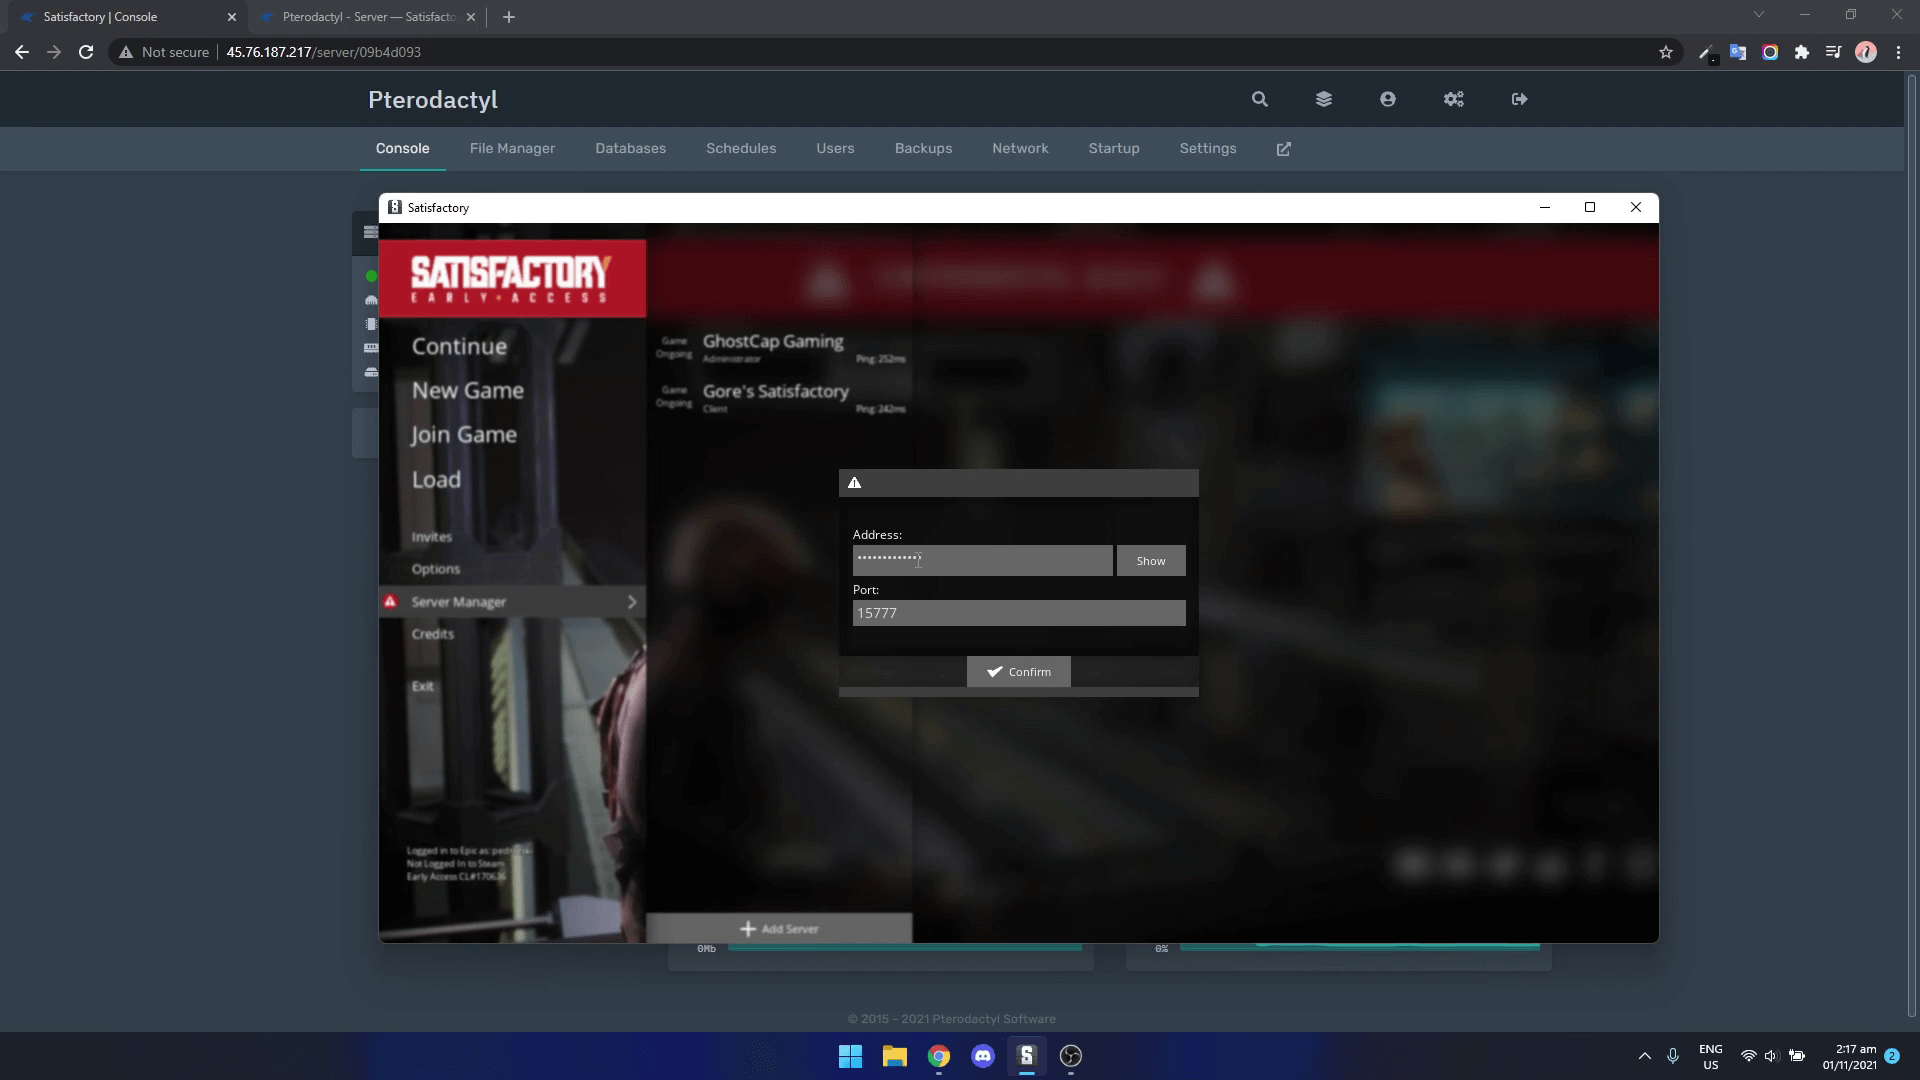 Satisfactory | Console
Pterodactyl - Server — Satisfacto
Not secure
45.76.187.217/server/09b4d093
Pterodactyl
Console
File Manager
Databases
Schedules
Users
Backups
Network
Startup
Settings
Satisfactory
SATISFACTORY
EARLY ACCESS
Continue
New Game
Join Game
Load
Invites
Options
Server Manager
Credits
Exit
Logged in to Epic as:
Not Logged In to Steam
Early Access CL#170636
Game
Ongoing
GhostCap Gaming
Administrator
Ping: 252ms
Game
Ongoing
Gore's Satisfactory
Client
Ping: 242ms
Address:
Show
Port:
15777
Confirm
Add Server
0Mb
0%
© 2015 - 2021 Pterodactyl Software
ENG
US
2:17 am
01/11/2021
2